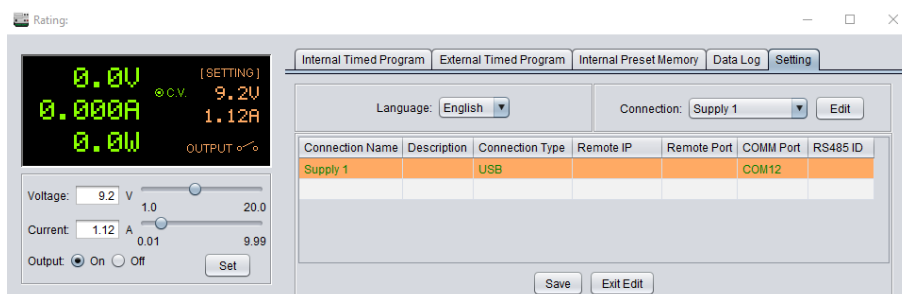 Rating:
0.0V
[SETTING]
C.V.
9.2V
0.000A
1.12A
0.0W
OUTPUT
Voltage: 9.2 V
1.0 20.0
Current: 1.12 A
0.01 9.99
Output: On Off
Set
Internal Timed Program External Timed Program Internal Preset Memory Data Log Setting
Language: English Connection: Supply 1 Edit
Connection Name Description Connection Type Remote IP Remote Port COMM Port RS485 ID
Supply 1 USB COM12
Save Exit Edit